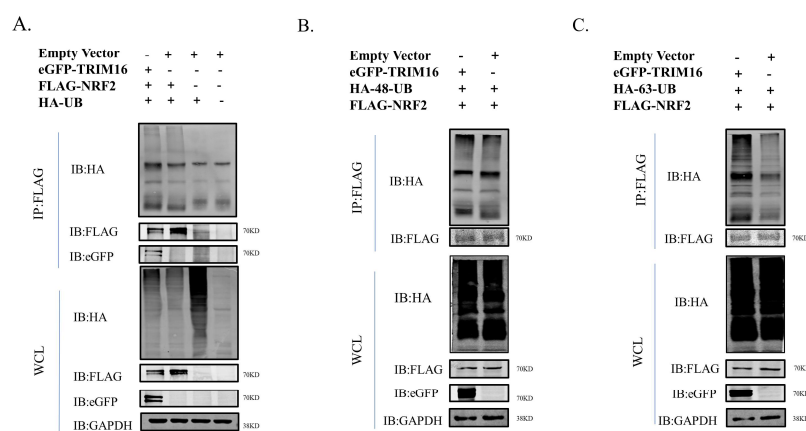 A.
Empty Vector - + + +
eGFP-TRIM16 + - - -
FLAG-NRF2 + + - -
HA-UB + + + -
IP:FLAG
IB:HA
IB:FLAG 70KD
IB:eGFP 70KD
WCL
IB:HA
IB:FLAG 70KD
IB:eGFP 70KD
IB:GAPDH 38KD
B.
Empty Vector - +
eGFP-TRIM16 + -
HA-48-UB + +
FLAG-NRF2 + +
IP:FLAG
IB:HA
IB:FLAG 70KD
WCL
IB:HA
IB:FLAG 70KD
IB:eGFP 70KD
IB:GAPDH 38KD
C.
Empty Vector - +
eGFP-TRIM16 + -
HA-63-UB + +
FLAG-NRF2 + +
IP:FLAG
IB:HA
IB:FLAG 70KD
WCL
IB:HA
IB:FLAG 70KD
IB:eGFP 70KD
IB:GAPDH 38KD